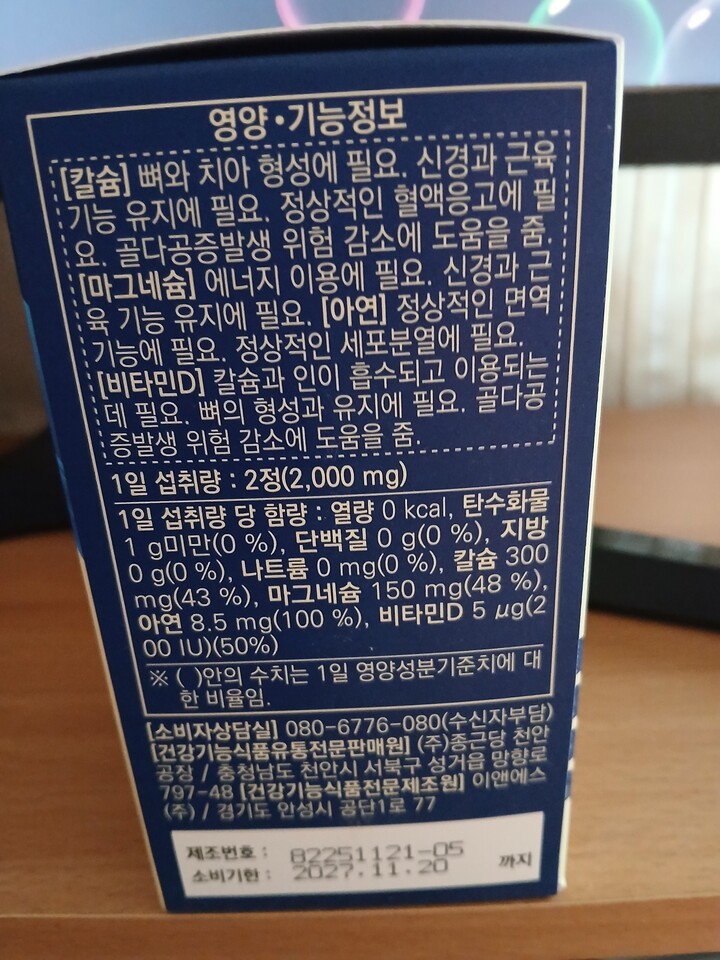 영양•기능정보
[칼슘] 뼈와 치아 형성에 필요. 신경과 근육
기능 유지에 필요. 정상적인 혈액응고에 필
요. 골다공증발생 위험 감소에 도움을 줌.
[마그네슘] 에너지 이용에 필요. 신경과 근
육 기능 유지에 필요. [아연] 정상적인 면역
기능에 필요. 정상적인 세포분열에 필요.
[비타민D] 칼슘과 인이 흡수되고 이용되는
데 필요. 뼈의 형성과 유지에 필요. 골다공
증발생 위험 감소에 도움을 줌.
1일 섭취량 : 2정(2,000 mg)
1일 섭취량 당 함량 : 열량 0 kcal, 탄수화물
1 g미만(0 %), 단백질 0 g(0 %), 지방
0 g(0 %), 나트륨 0 mg(0 %), 칼슘 300
mg(43 %), 마그네슘 150 mg(48 %),
아연 8.5 mg(100 %), 비타민D 5 μg(2
00 IU)(50%)
※ ( )안의 수치는 1일 영양성분기준치에 대
한 비율임.
[소비자상담실] 080-6776-080(수신자부담)
[건강기능식품유통전문판매원] (주)종근당 천안
공장 / 충청남도 천안시 서북구 성거읍 망향로
797-48 [건강기능식품전문제조원] 이앤에스
(주) / 경기도 안성시 공단1로 77
제조번호 : 82251121-05
소비기한 : 2027.11.20 까지